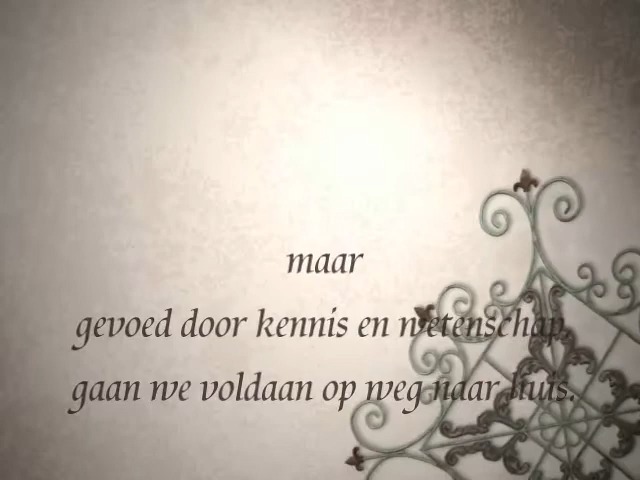 maar
gevoed door kennis en wetenschap
gaan we voldaan op weg naar huis.